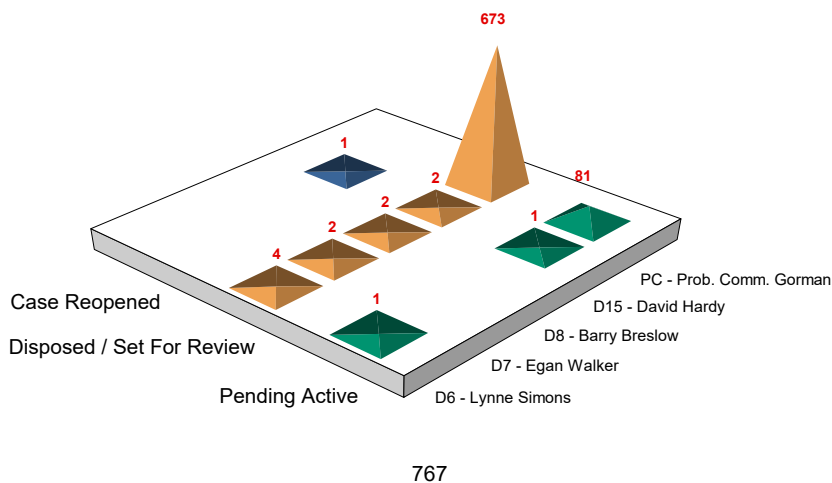 673
1
81
2
1
2
2
4
1
PC - Prob. Comm. Gorman
Case Reopened
D15 - David Hardy
D8 - Barry Breslow
Disposed / Set For Review
D7 - Egan Walker
Pending Active
D6 - Lynne Simons
767